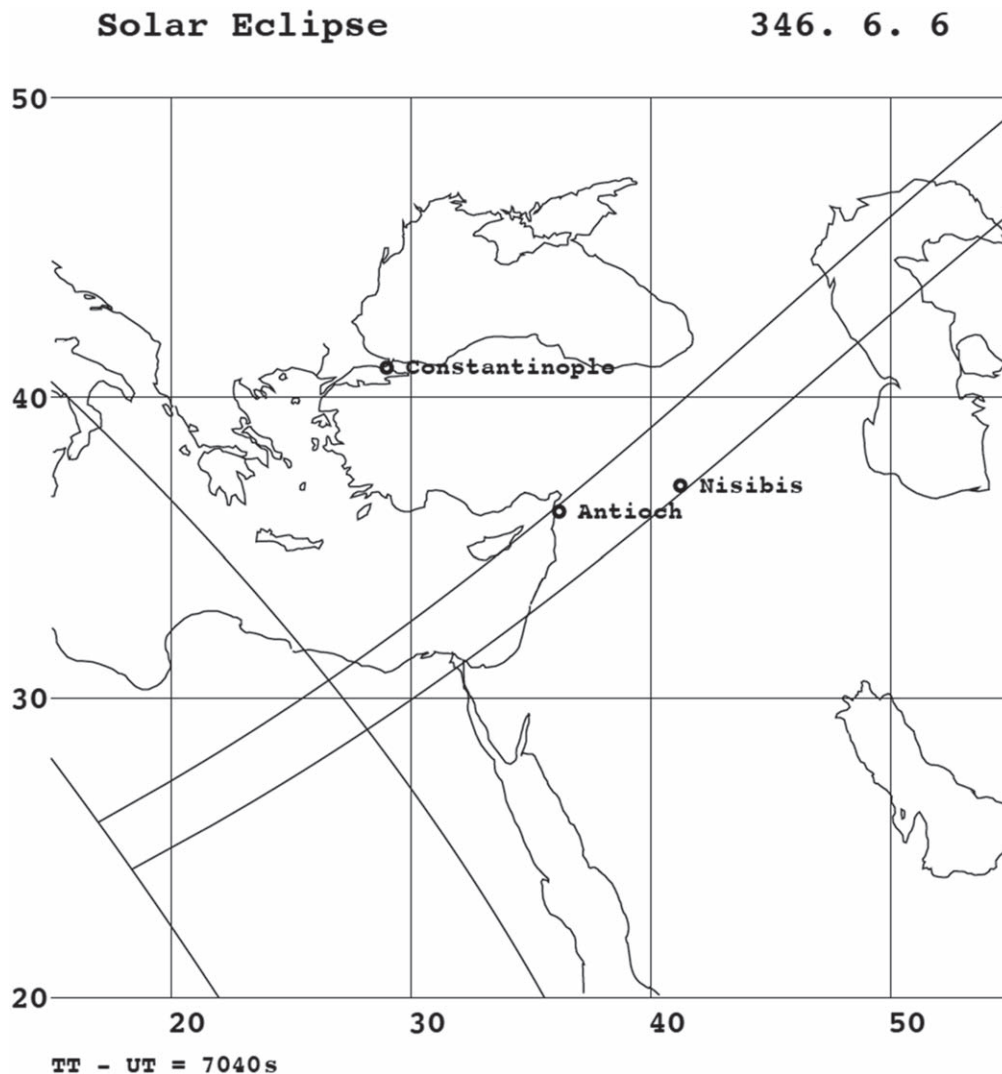 Solar Eclipse 346. 6. 6
50
Constantinople
40
Nisibis
Antioch
30
20
20 30 40 50
TT - UT = 7040s